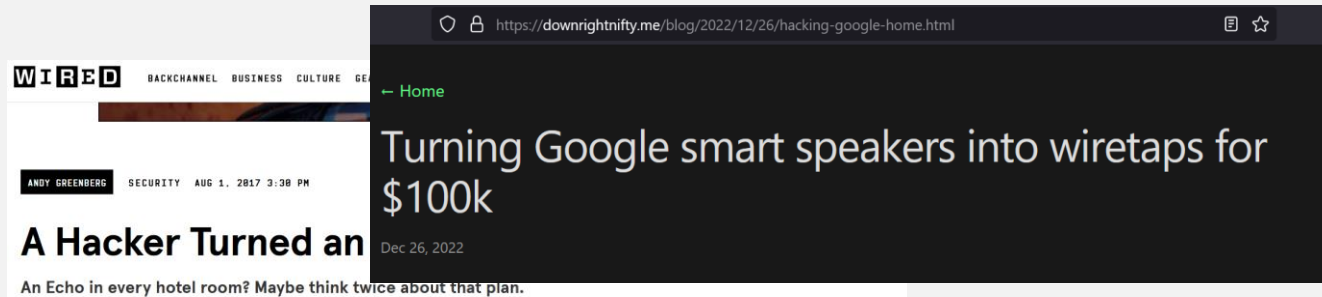 https://downrightnifty.me/blog/2022/12/26/hacking-google-home.html
← Home
Turning Google smart speakers into wiretaps for
$100k
Dec 26, 2022
WIRED BACKCHANNEL BUSINESS CULTURE
ANDY GREENBERG SECURITY AUG 1, 2017 3:30 PM
A Hacker Turned an
An Echo in every hotel room? Maybe think twice about that plan.